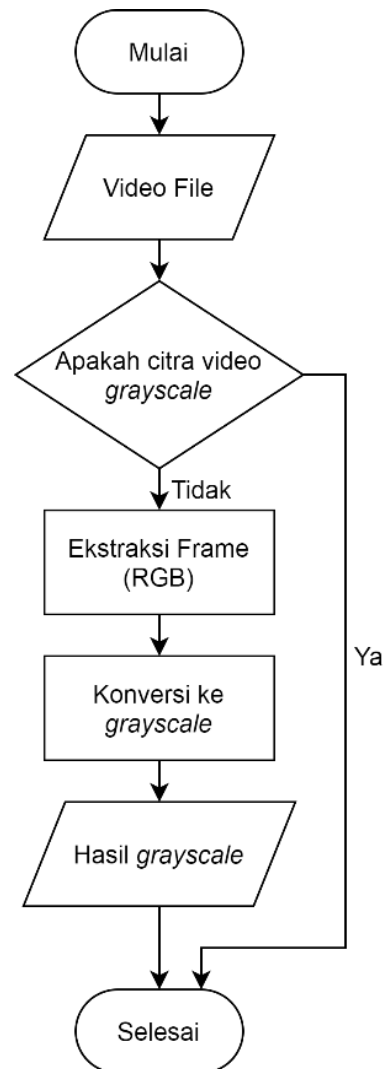 Mulai
Video File
Apakah citra video
grayscale
Tidak
Ekstraksi Frame
(RGB)
Ya
Konversi ke
grayscale
Hasil grayscale
Selesai